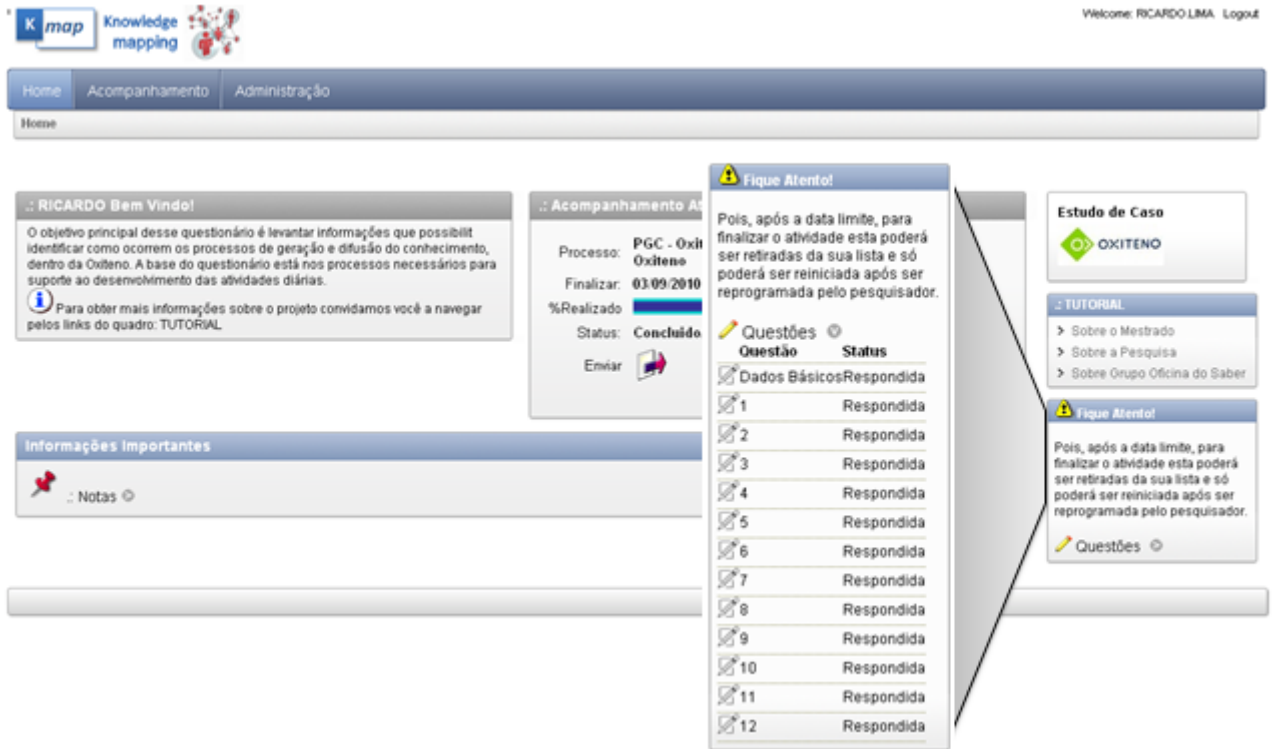 K map
Knowledge
mapping
Welcome: RICARDO.LIMA Logout
Home Acompanhamento Administração
Home
.: RICARDO Bem Vindo!
O objetivo principal desse questionário é levantar informações que possibilit
identificar como ocorrem os processos de geração e difusão do conhecimento,
dentro da Oxiteno. A base do questionário está nos processos necessários para
suporte ao desenvolvimento das atividades diárias.
Para obter mais informações sobre o projeto convidamos você a navegar
pelos links do quadro: TUTORIAL
.: Acompanhamento At
Processo: PGC - Oxit
Oxiteno
Finalizar: 03/09/2010
%Realizado
Status: Concluido
Enviar
Informações Importantes
.: Notas
Fique Atento!
Pois, após a data limite, para
finalizar o atividade esta poderá
ser retiradas da sua lista e só
poderá ser reiniciada após ser
reprogramada pelo pesquisador.
Questões
Questão Status
Dados Básicos Respondida
1 Respondida
2 Respondida
3 Respondida
4 Respondida
5 Respondida
6 Respondida
7 Respondida
8 Respondida
9 Respondida
10 Respondida
11 Respondida
12 Respondida
Estudo de Caso
OXITENO
.: TUTORIAL
Sobre o Mestrado
Sobre a Pesquisa
Sobre Grupo Oficina do Saber
Fique Atento!
Pois, após a data limite, para
finalizar o atividade esta poderá
ser retiradas da sua lista e só
poderá ser reiniciada após ser
reprogramada pelo pesquisador.
Questões